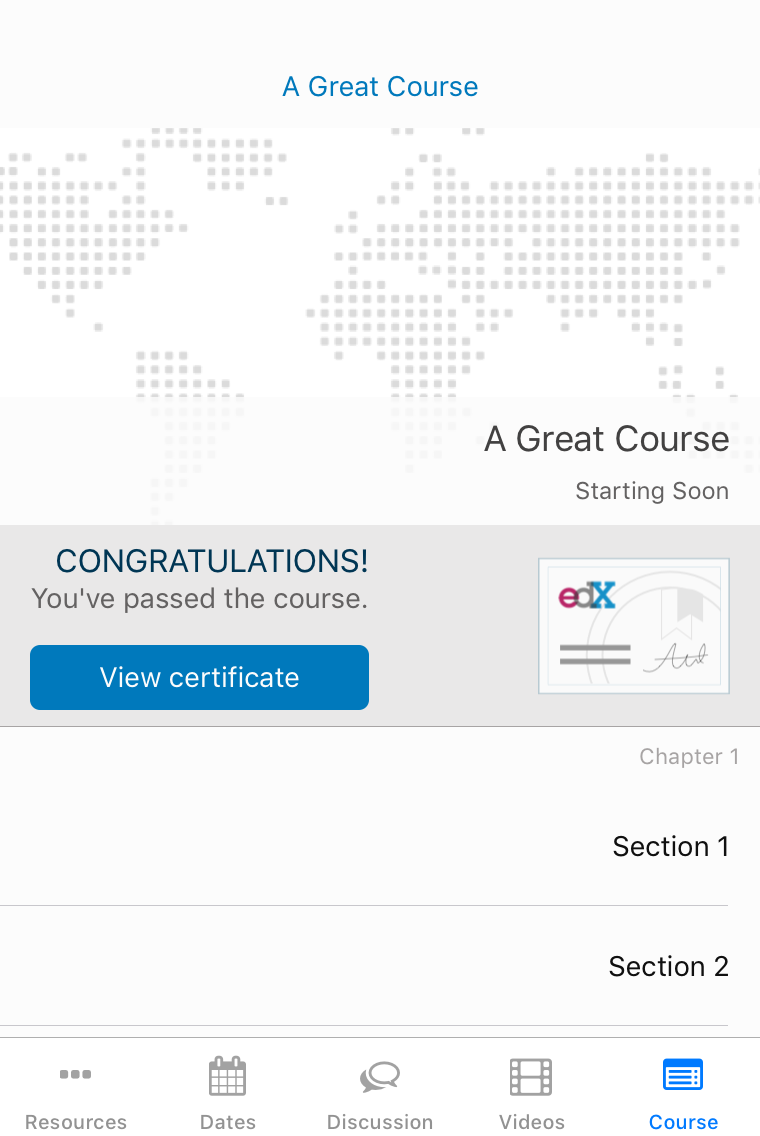 A Great Course
A Great Course
Starting Soon
CONGRATULATIONS!
You've passed the course.
View certificate
edX
Chapter 1
Section 1
Section 2
Resources
Dates
Discussion
Videos
Course